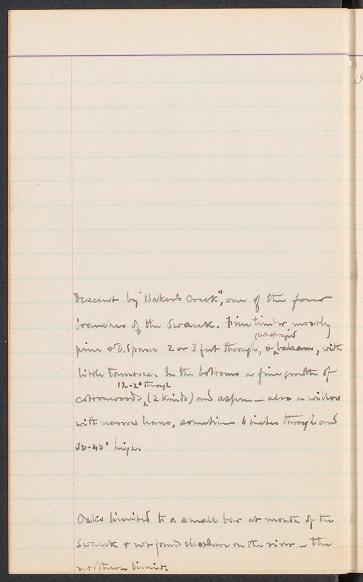 Descent by "Baker's Creek", one of the four
branches of the Swauk. Fine timber, mostly
pine & D. Spruce 2 or 3 feet through, & balsam, with
little tamarac. In the bottoms a fine growth of
12-20 through
cottonwoods, (2 kinds) and aspen – also a willow
with narrow leaves, sometimes 6 inches through and
30-40' high.
Oaks limited to a small bar at mouth of the
Swauk & not found elsewhere on the river – the
northern limit.